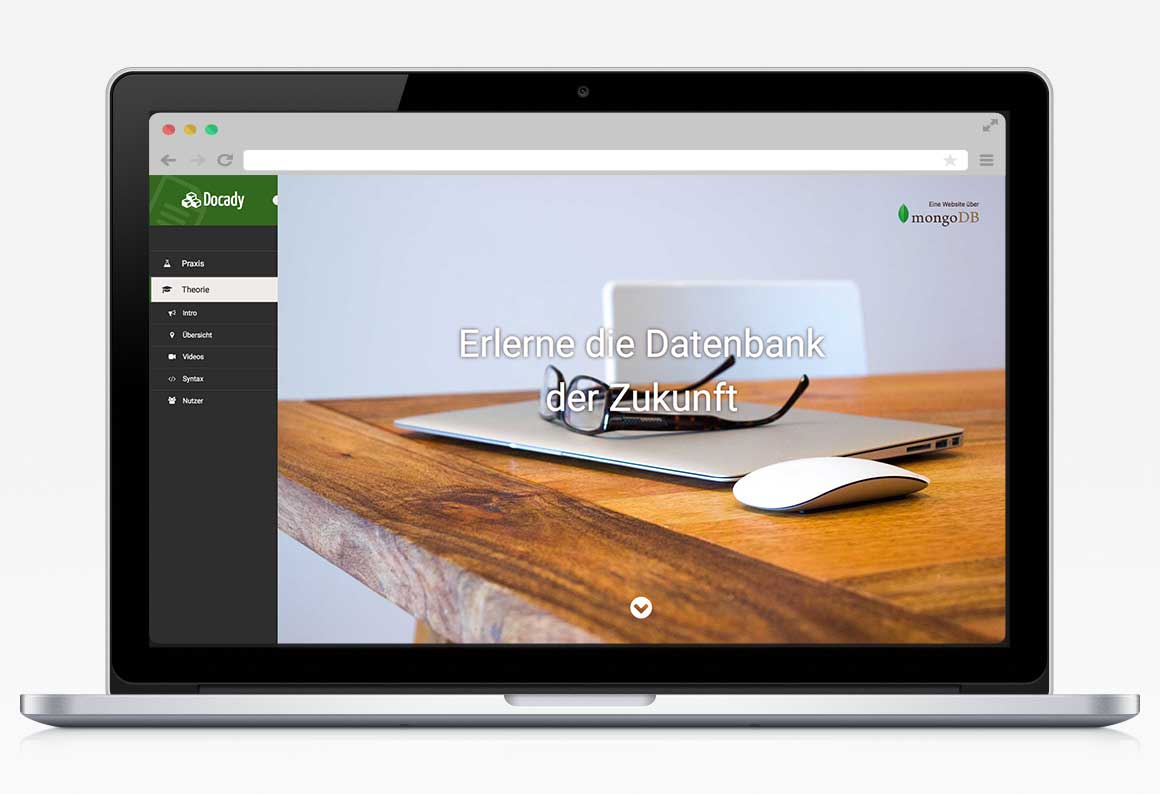 Docady
Eine Website über
mongoDB
Praxis
Theorie
Intro
Übersicht
Videos
Syntax
Nutzer
Erlerne die Datenbank
der Zukunft